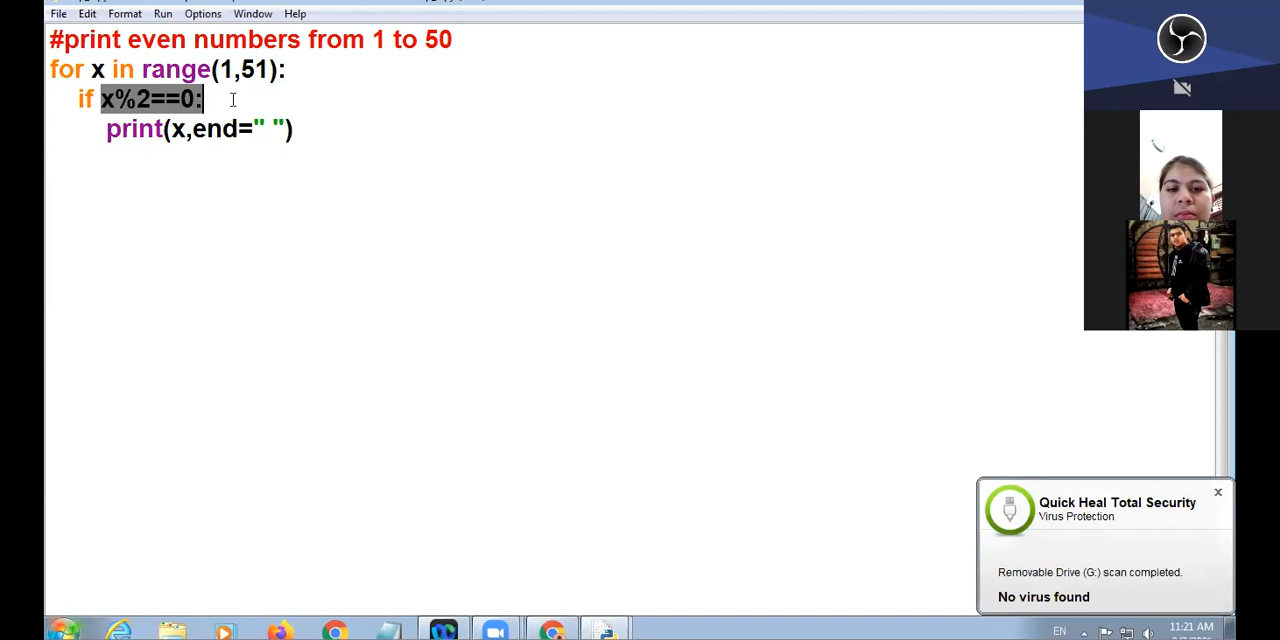 File Edit Format Run Options Window Help
#print even numbers from 1 to 50
for x in range(1,51):
if x%2==0:
print(x,end=" ")
Quick Heal Total Security
Virus Protection
Removable Drive (G:) scan completed.
No virus found
EN
11:21 AM